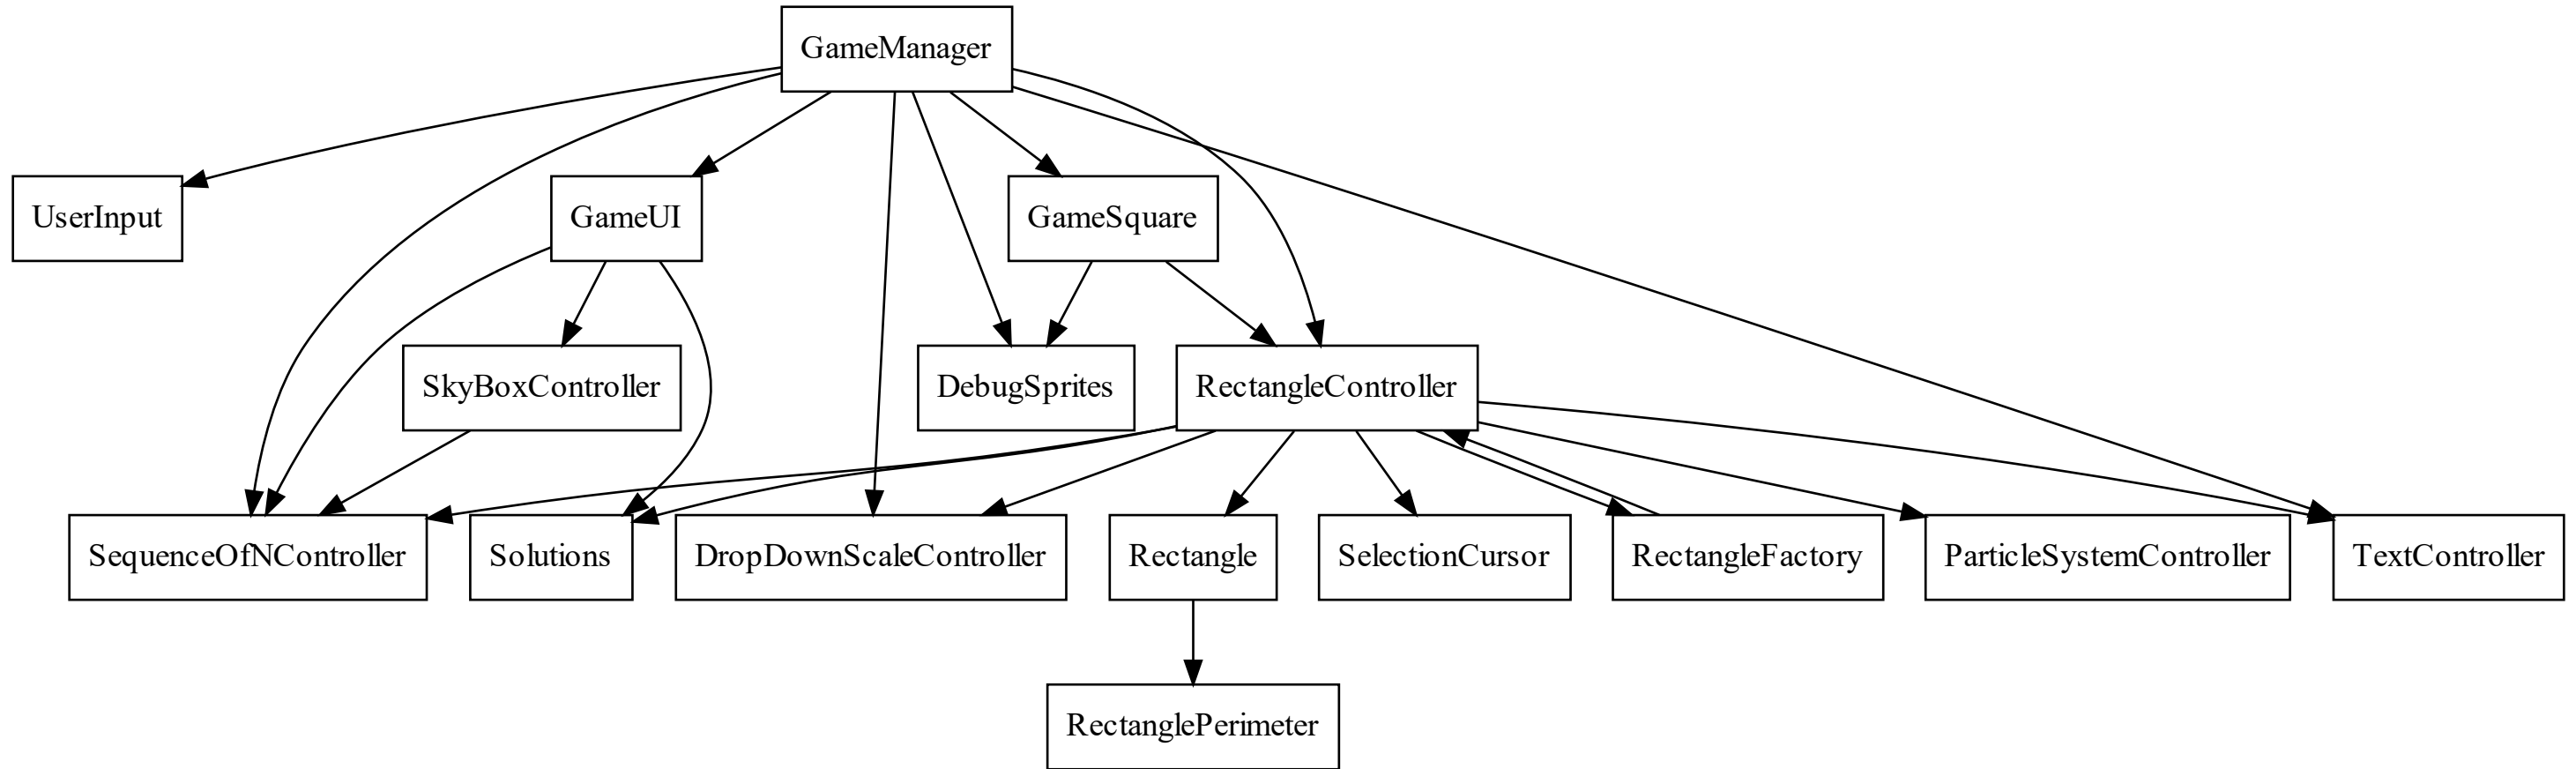 GameManager
UserInput
GameUI
GameSquare
SkyBoxController
DebugSprites
RectangleController
SequenceOfNController
Solutions
DropDownScaleController
Rectangle
SelectionCursor
RectangleFactory
ParticleSystemController
TextController
RectanglePerimeter